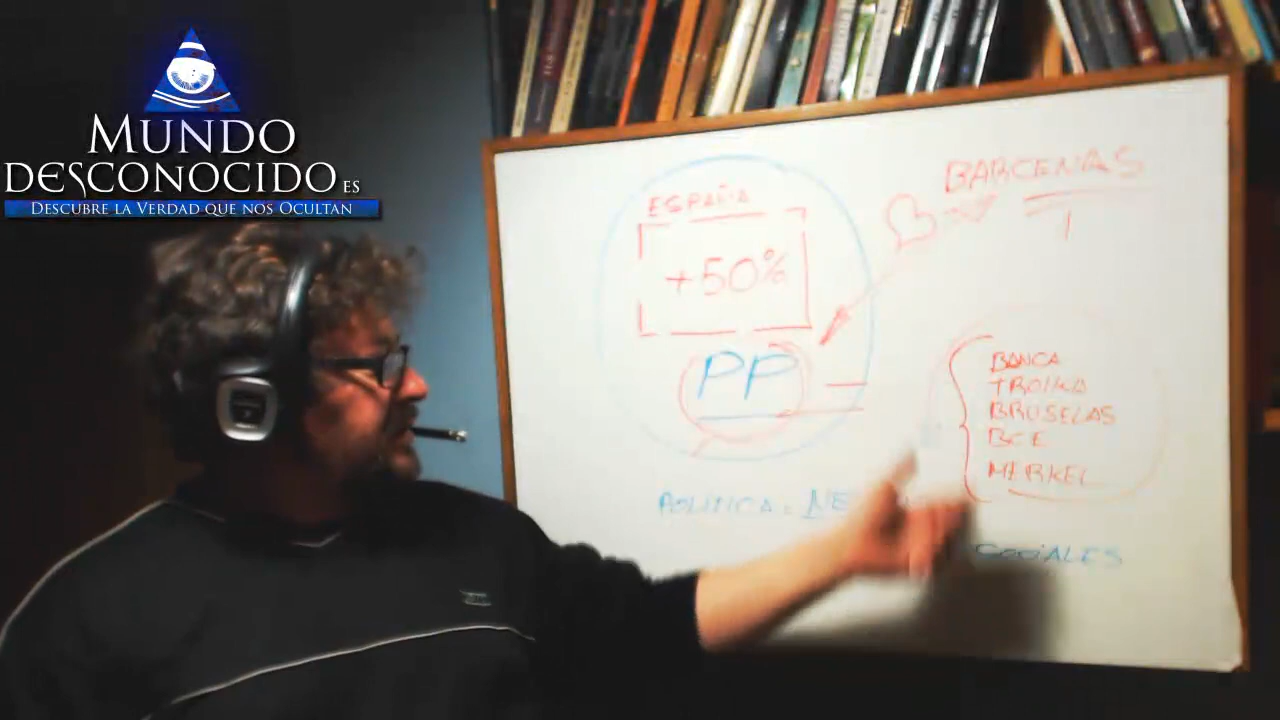 MUNDO
DESCONOCIDO ES
DESCUBRE LA VERDAD QUE NOS OCULTAN
BARCENAS
ESPAÑA
+50%
PP
BANCA
TROIKA
BRUSELAS
BCE
MERKEL
POLITICA
SOCIALES